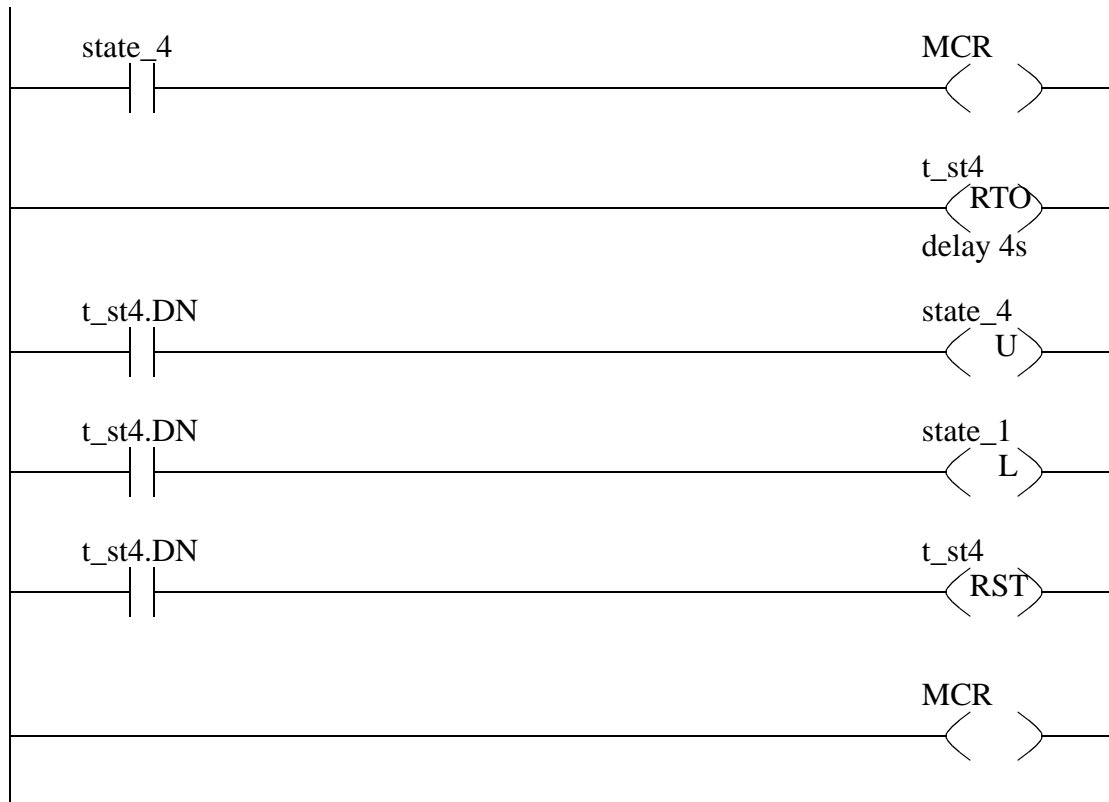 state_4 MCR
t_st4
RTO
delay 4s
t_st4.DN state_4
U
t_st4.DN state_1
L
t_st4.DN t_st4
RST
MCR